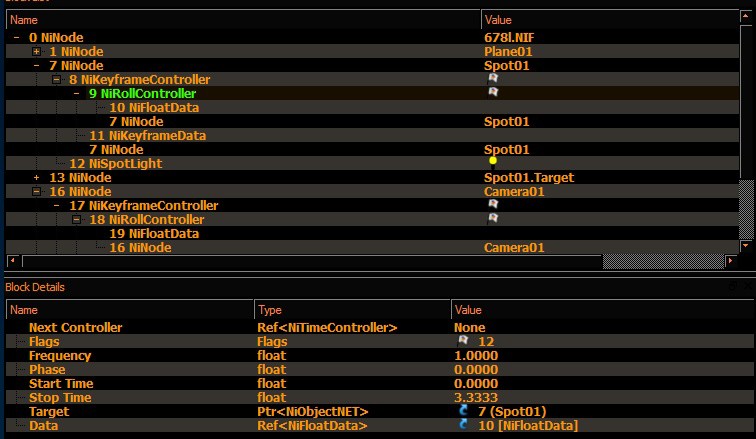 Name Value
- 0 NiNode 678l.NIF
+ 1 NiNode Plane01
- 7 NiNode Spot01
- 8 NiKeyframeController
- 9 NiRollController
10 NiFloatData
7 NiNode Spot01
11 NiKeyframeData
7 NiNode Spot01
12 NiSpotLight
+ 13 NiNode Spot01.Target
- 16 NiNode Camera01
- 17 NiKeyframeController
- 18 NiRollController
19 NiFloatData
16 NiNode Camera01
Block Details
Name Type Value
Next Controller Ref<NiTimeController> None
Flags Flags 12
Frequency float 1.0000
Phase float 0.0000
Start Time float 0.0000
Stop Time float 3.3333
Target Ptr<NiObjectNET> 7 (Spot01)
Data Ref<NiFloatData> 10 [NiFloatData]